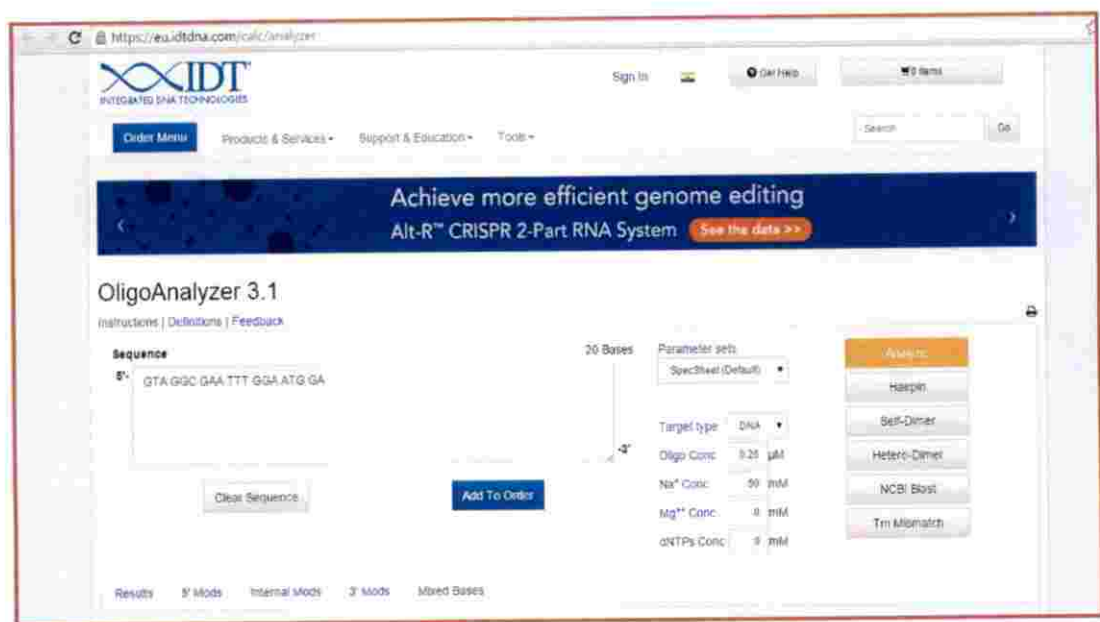 https://eu.idtdna.com/calc/analyzer
IDT
INTEGRATED DNA TECHNOLOGIES
Sign In
Get Help
0 Items
Order Menu
Products & Services
Support & Education
Tools
Search
Go
Achieve more efficient genome editing
Alt-R™ CRISPR 2-Part RNA System
See the data >>
OligoAnalyzer 3.1
Instructions | Definitions | Feedback
Sequence
20 Bases
5'-
GTA GGC GAA TTT GGA ATG GA
-3'
Clear Sequence
Add To Order
Parameter sets
SpecSheet (Default)
Target type DNA
Oligo Conc 0.25 µM
Na⁺ Conc 50 mM
Mg⁺⁺ Conc 0 mM
dNTPs Conc 0 mM
Analyze
Hairpin
Self-Dimer
Hetero-Dimer
NCBI Blast
Tm Mismatch
Results 5' Mods Internal Mods 3' Mods Mixed Bases